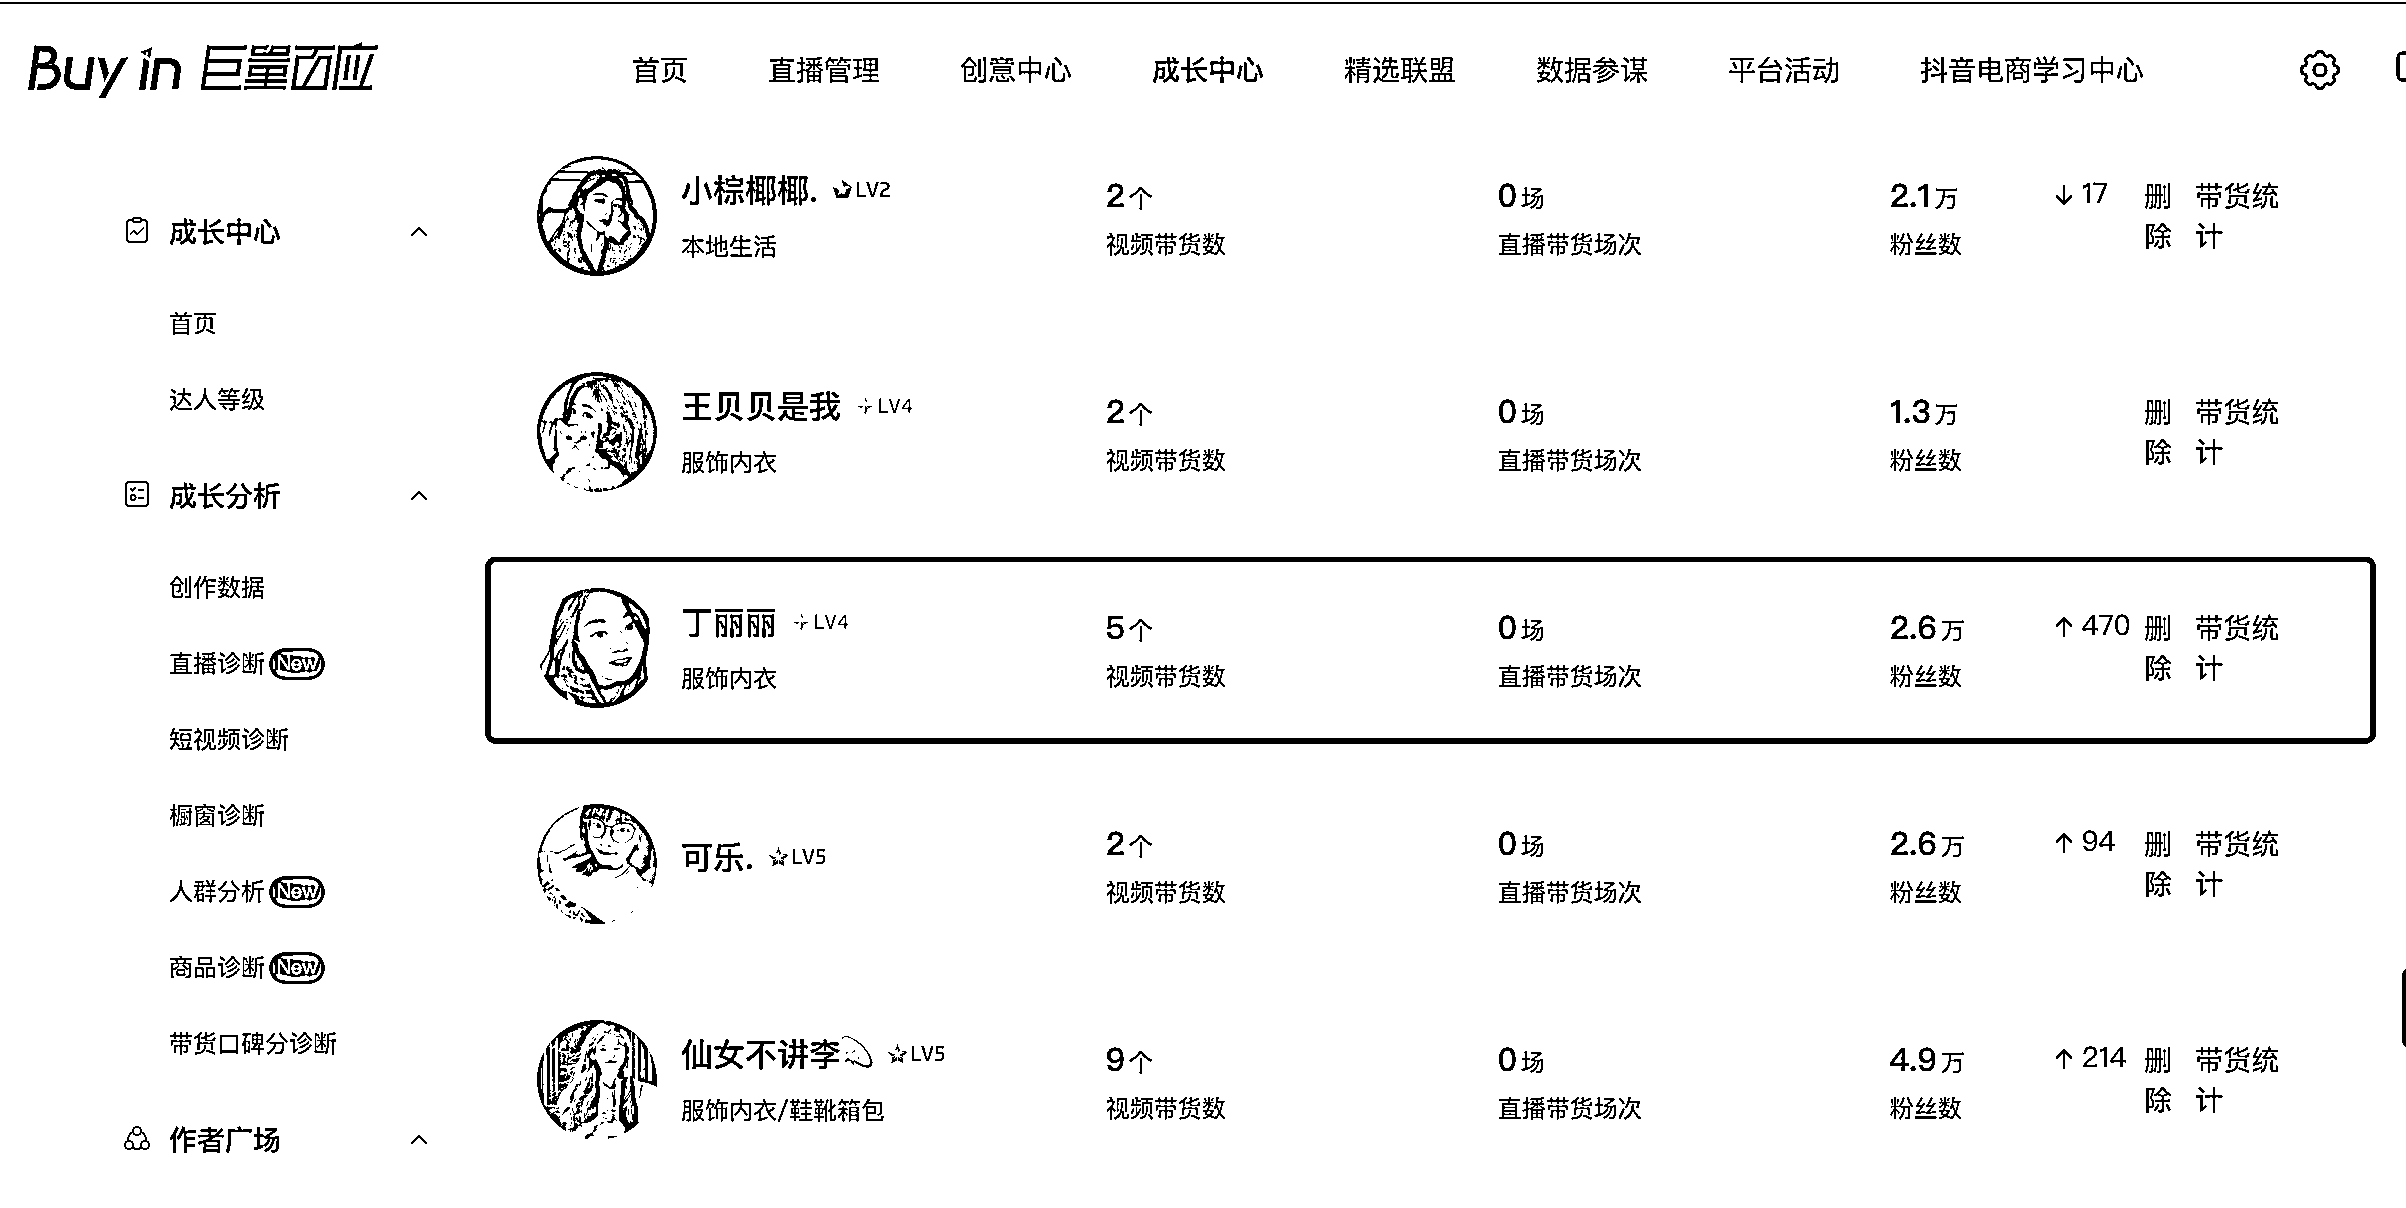 Buy in 巨量百应
首页 直播管理 创意中心 成长中心 精选联盟 数据参谋 平台活动 抖音电商学习中心
成长中心
首页
达人等级
成长分析
创作数据
直播诊断 New
短视频诊断
橱窗诊断
人群分析 New
商品诊断 New
带货口碑分诊断
作者广场
小棕椰椰. LV2
本地生活
2个
视频带货数
0场
直播带货场次
2.1万 ↓ 17
粉丝数
删除
带货统计
王贝贝是我 LV4
服饰内衣
2个
视频带货数
0场
直播带货场次
1.3万
粉丝数
删除
带货统计
丁丽丽 LV4
服饰内衣
5个
视频带货数
0场
直播带货场次
2.6万 ↑ 470
粉丝数
删除
带货统计
可乐. LV5
2个
视频带货数
0场
直播带货场次
2.6万 ↑ 94
粉丝数
删除
带货统计
仙女不讲李💫 LV5
服饰内衣/鞋靴箱包
9个
视频带货数
0场
直播带货场次
4.9万 ↑ 214
粉丝数
删除
带货统计